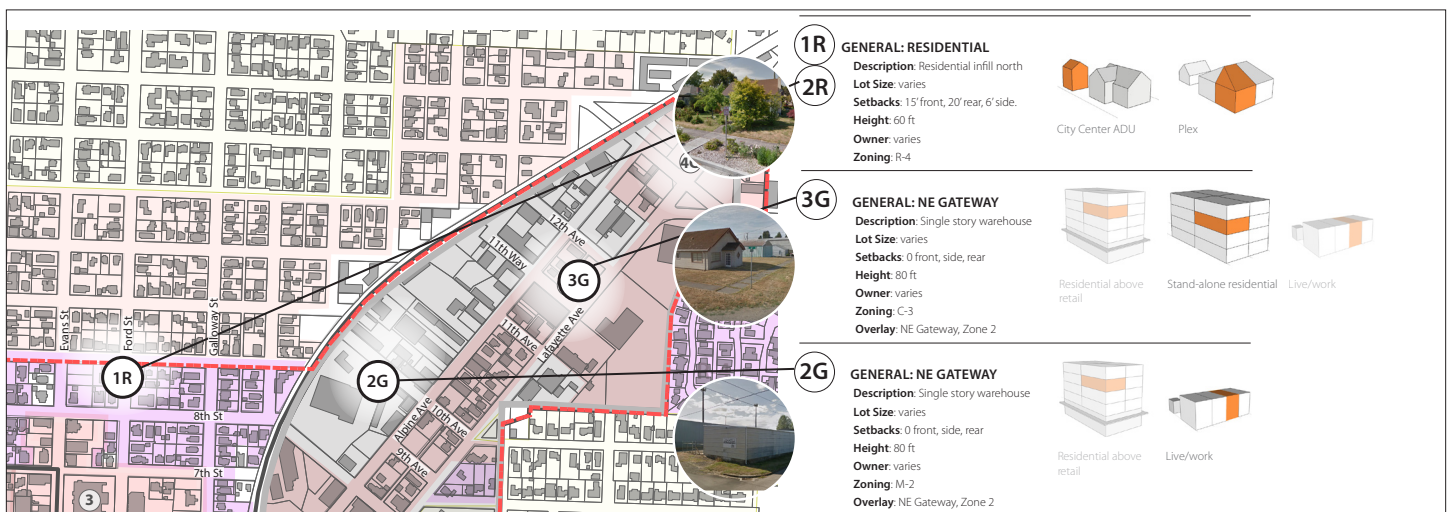 1R
2R
GENERAL: RESIDENTIAL
Description: Residential infill north
Lot Size: varies
Setbacks: 15’ front, 20’ rear, 6’ side.
Height: 60 ft
Owner: varies
Zoning: R-4
City Center ADU
Plex
3G
GENERAL: NE GATEWAY
Description: Single story warehouse
Lot Size: varies
Setbacks: 0 front, side, rear
Height: 80 ft
Owner: varies
Zoning: C-3
Overlay: NE Gateway, Zone 2
Residential above
retail
Stand-alone residential
Live/work
2G
GENERAL: NE GATEWAY
Description: Single story warehouse
Lot Size: varies
Setbacks: 0 front, side, rear
Height: 80 ft
Owner: varies
Zoning: M-2
Overlay: NE Gateway, Zone 2
Residential above
retail
Live/work
12th Ave
11th Way
3G
11th Ave
Lafayette Ave
Evans St
Ford St
Galloway St
1R
2G
8th St
Alpine Ave
10th Ave
9th Ave
7th St
3